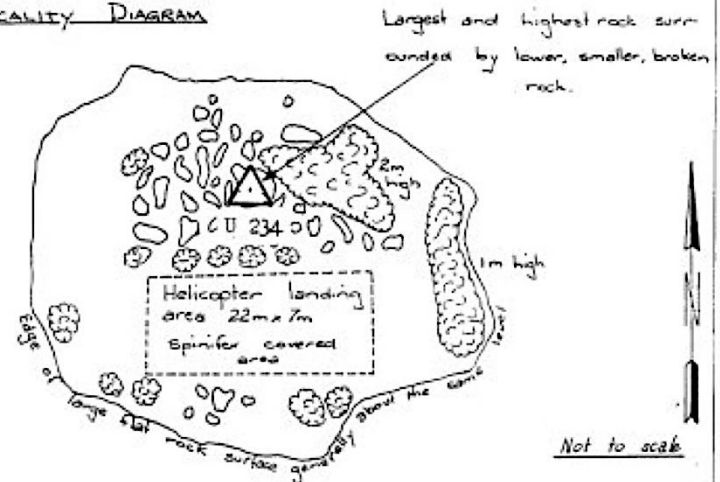 CALITY DIAGRAM
Largest and highest rock surr-
ounded by lower, smaller, broken
rock.
2m
high
U 234
1m high
Helicopter landing
area 22m x 7m
Spinifer covered
area
Edge of large flat rock surface generally about the same level
N
Not to scale